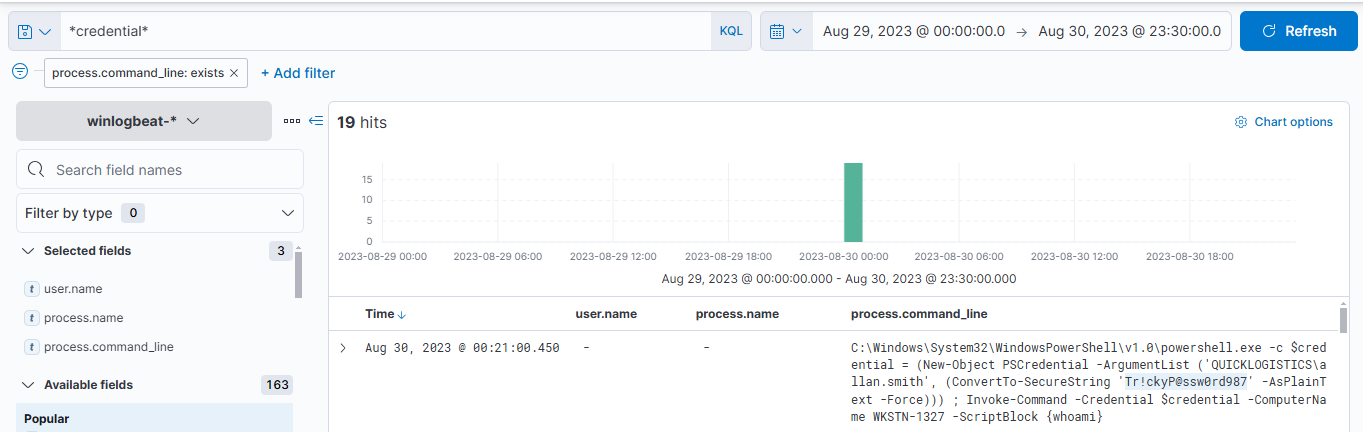 *credential* KQL Aug 29, 2023 @ 00:00:00.0 → Aug 30, 2023 @ 23:30:00.0 Refresh
process.command_line: exists × + Add filter
winlogbeat-*
Search field names
Filter by type 0
Selected fields 3
t user.name
t process.name
t process.command_line
Available fields 163
Popular
19 hits Chart options
15
10
5
0
2023-08-29 00:00 2023-08-29 06:00 2023-08-29 12:00 2023-08-29 18:00 2023-08-30 00:00 2023-08-30 06:00 2023-08-30 12:00 2023-08-30 18:00
Aug 29, 2023 @ 00:00:00.000 - Aug 30, 2023 @ 23:30:00.000
Time ↓ user.name process.name process.command_line
Aug 30, 2023 @ 00:21:00.450 - - C:\Windows\System32\WindowsPowerShell\v1.0\powershell.exe -c $cred
ential = (New-Object PSCredential -ArgumentList ('QUICKLOGISTICS\a
llan.smith', (ConvertTo-SecureString 'Tr!ckyP@ssw0rd987' -AsPlainT
ext -Force))) ; Invoke-Command -Credential $credential -ComputerNa
me WKSTN-1327 -ScriptBlock {whoami}